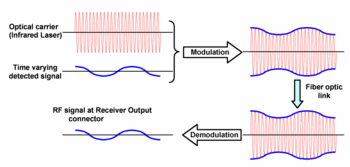 Optical carrier
(Infrared Laser)
Modulation
Time varying
detected signal
Fiber optic
link
RF signal at Receiver Output
connector
Demodulation